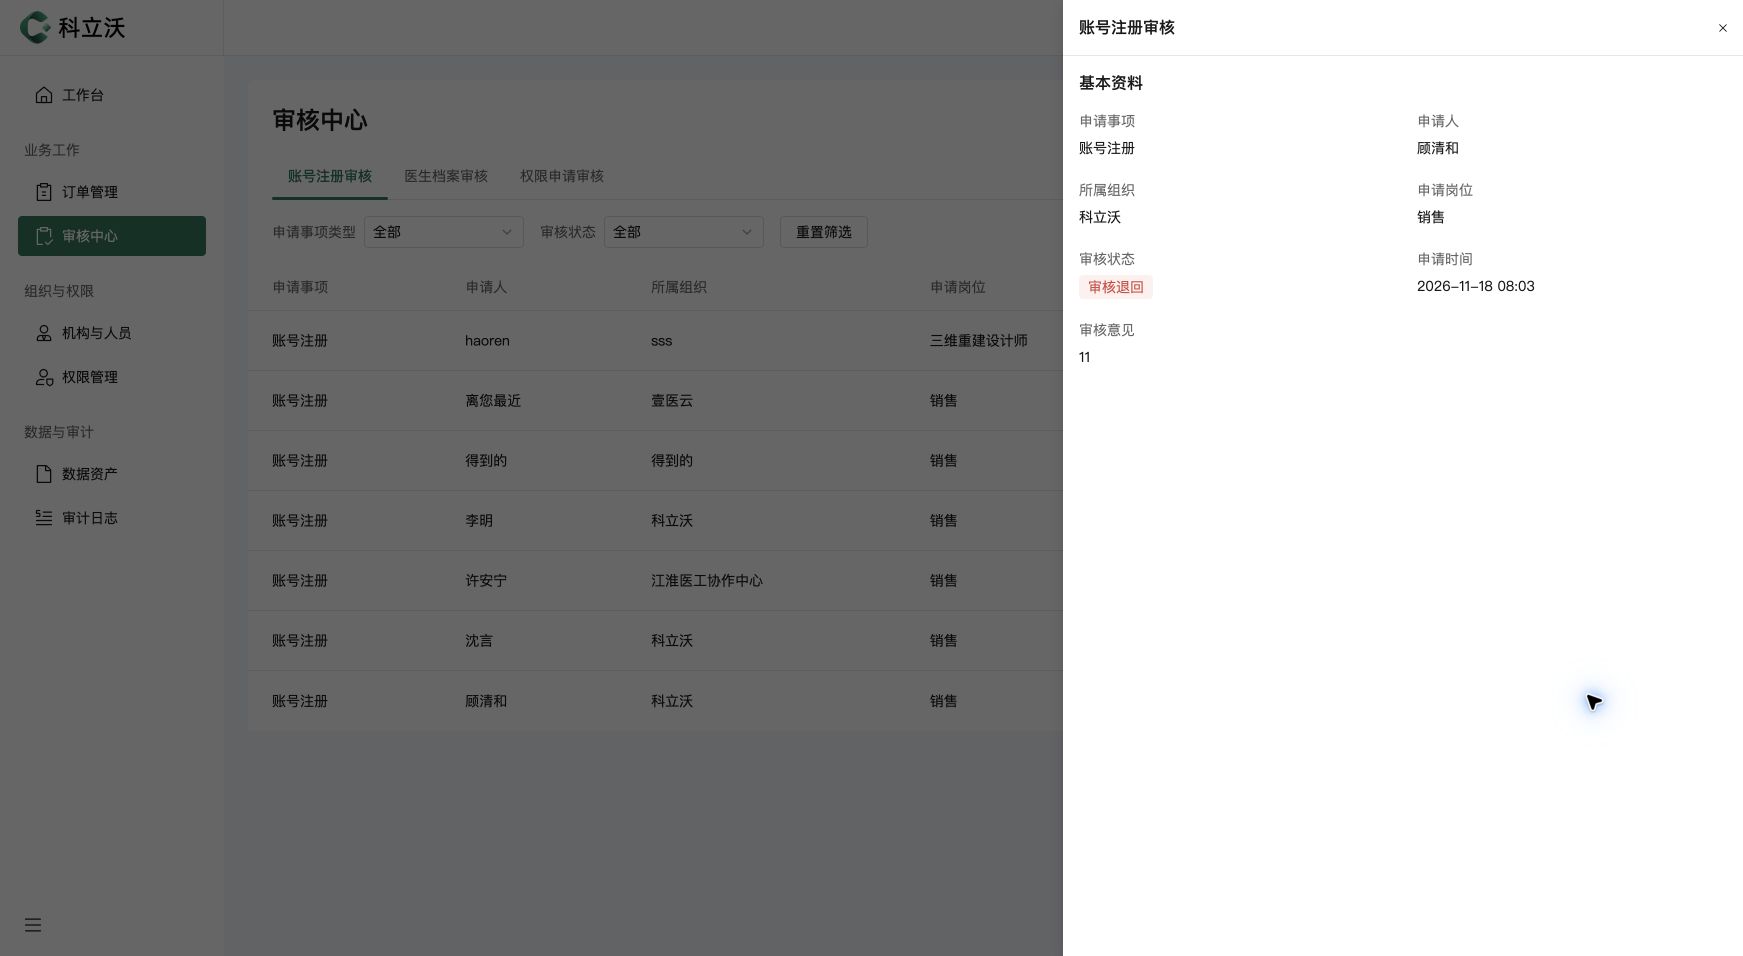 科立沃
工作台
业务工作
订单管理
审核中心
组织与权限
机构与人员
权限管理
数据与审计
数据资产
审计日志
审核中心
账号注册审核 医生档案审核 权限申请审核
申请事项类型 全部 审核状态 全部 重置筛选
申请事项 申请人 所属组织 申请岗位
账号注册 haoren sss 三维重建设计师
账号注册 离您最近 壹医云 销售
账号注册 得到的 得到的 销售
账号注册 李明 科立沃 销售
账号注册 许安宁 江淮医工协作中心 销售
账号注册 沈言 科立沃 销售
账号注册 顾清和 科立沃 销售
账号注册审核
基本资料
申请事项 申请人
账号注册 顾清和
所属组织 申请岗位
科立沃 销售
审核状态 申请时间
审核退回 2026-11-18 08:03
审核意见
11